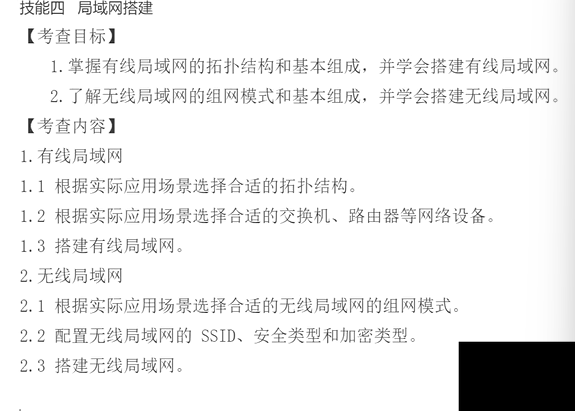 技能四 局域网搭建
【考查目标】
1.掌握有线局域网的拓扑结构和基本组成，并学会搭建有线局域网。
2.了解无线局域网的组网模式和基本组成，并学会搭建无线局域网。
【考查内容】
1.有线局域网
1.1 根据实际应用场景选择合适的拓扑结构。
1.2 根据实际应用场景选择合适的交换机、路由器等网络设备。
1.3 搭建有线局域网。
2.无线局域网
2.1 根据实际应用场景选择合适的无线局域网的组网模式。
2.2 配置无线局域网的 SSID、安全类型和加密类型。
2.3 搭建无线局域网。